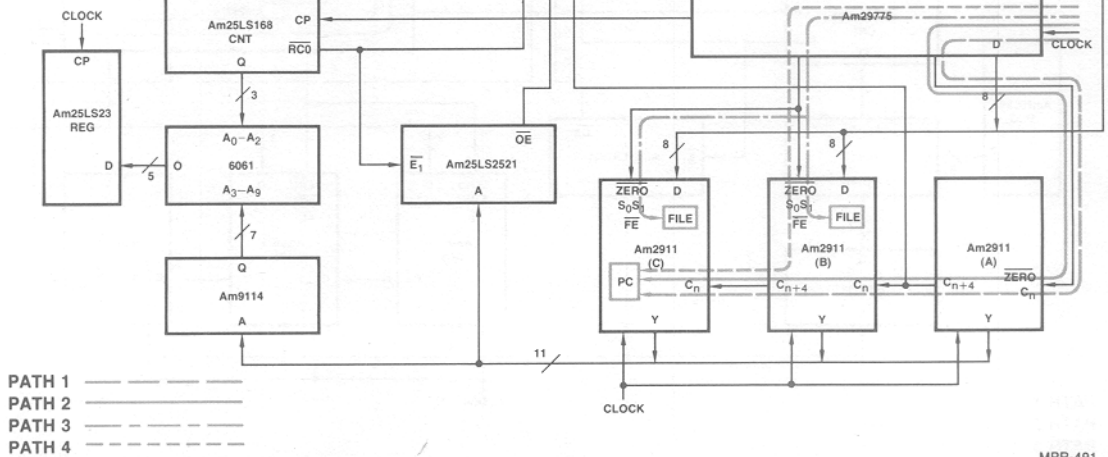 CLOCK
CP
Am25LS23
REG
D
5
Am25LS168
CNT
CP
RC0
Q
3
A0–A2
O 6061
A3–A9
7
Q
Am9114
A
OE
E1 Am25LS2521
A
Am29775
D
CLOCK
8
8
8
ZERO D
S0S1
FE
FILE
Am2911
(C)
PC
Cn
Y
ZERO D
S0S1
FE
FILE
Am2911
(B)
Cn+4 Cn
Y
Am2911
(A)
ZERO
Cn+4 Cn
Y
11
CLOCK
PATH 1
PATH 2
PATH 3
PATH 4